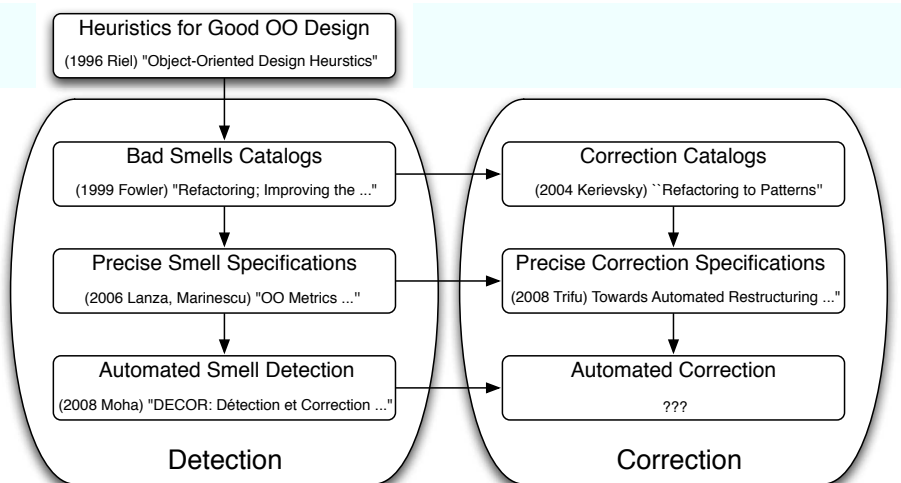 Heuristics for Good OO Design
(1996 Riel) "Object-Oriented Design Heurstics"
Bad Smells Catalogs
(1999 Fowler) "Refactoring; Improving the ..."
Correction Catalogs
(2004 Kerievsky) ``Refactoring to Patterns"
Precise Smell Specifications
(2006 Lanza, Marinescu) "OO Metrics ..."
Precise Correction Specifications
(2008 Trifu) Towards Automated Restructuring ..."
Automated Smell Detection
(2008 Moha) "DECOR: Détection et Correction ..."
Automated Correction
???
Detection
Correction